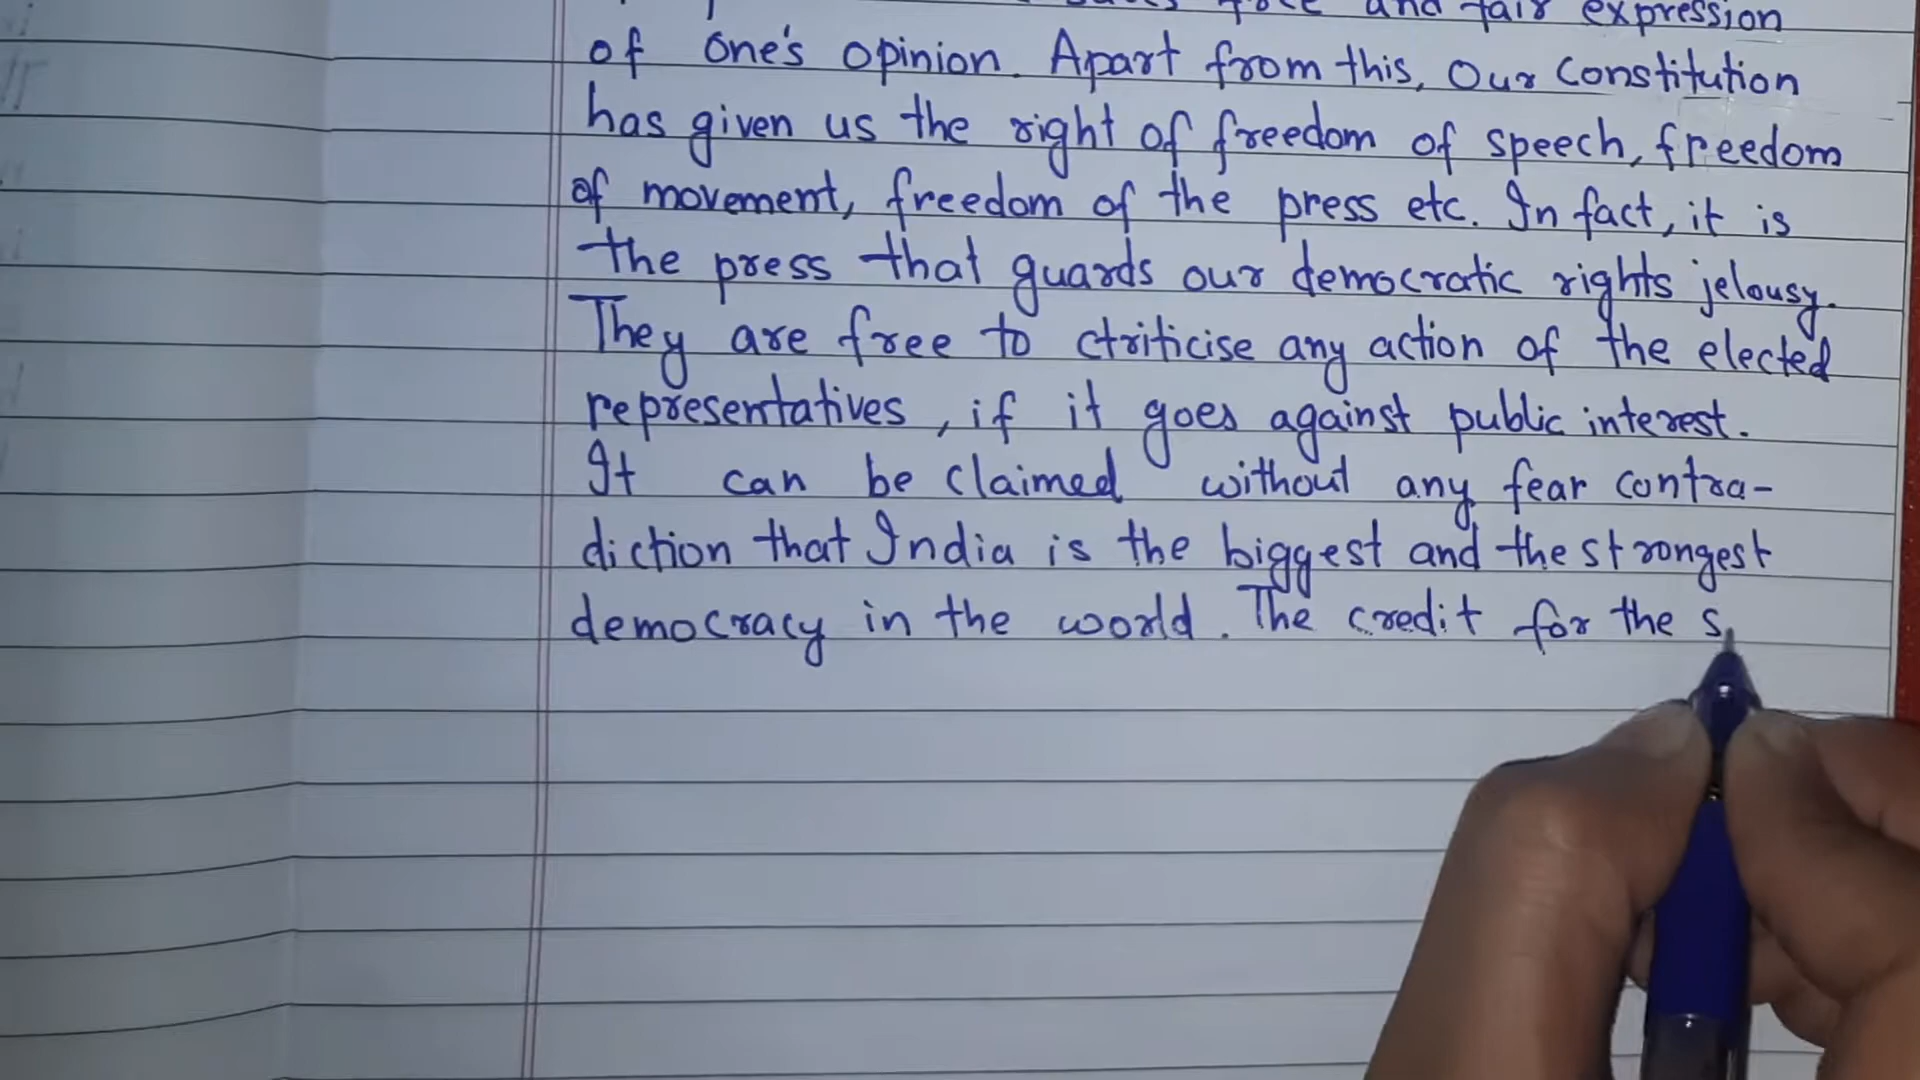 and fair expression
of one's opinion. Apart from this, Our Constitution
has given us the right of freedom of speech, freedom
of movement, freedom of the press etc. In fact, it is
the press that guards our democratic rights jelousy.
They are free to ctriticise any action of the elected
representatives, if it goes against public interest.
It can be claimed without any fear contra-
diction that India is the biggest and the strongest
democracy in the world. The credit for the s